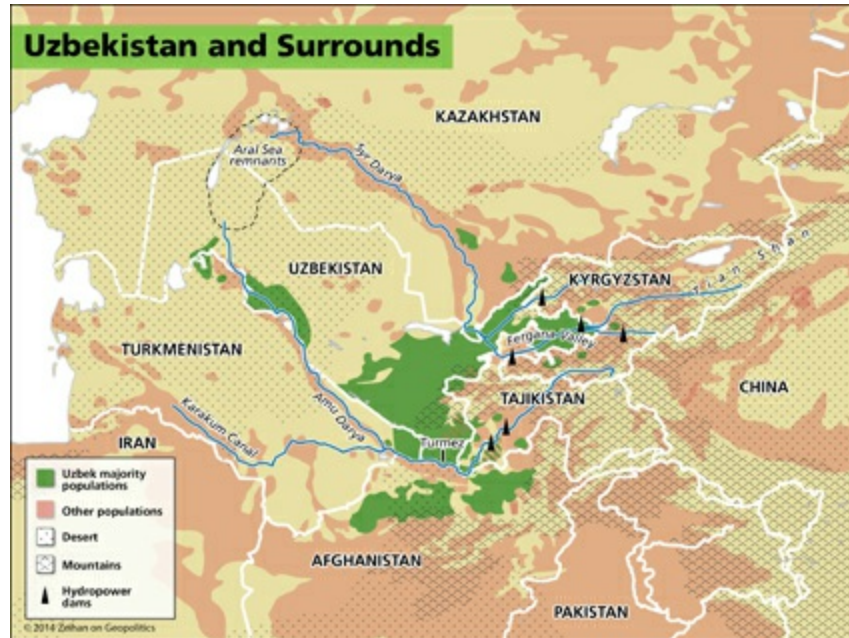 Uzbekistan and Surrounds
KAZAKHSTAN
Aral Sea
remnants
Syr Darya
UZBEKISTAN
KYRGYZSTAN
Tian Shan
Fergana Valley
TURKMENISTAN
TAJIKISTAN
CHINA
Amu Darya
Karakum Canal
Turmez
IRAN
AFGHANISTAN
PAKISTAN
Uzbek majority
populations
Other populations
Desert
Mountains
Hydropower
dams
© 2014 Zeihan on Geopolitics